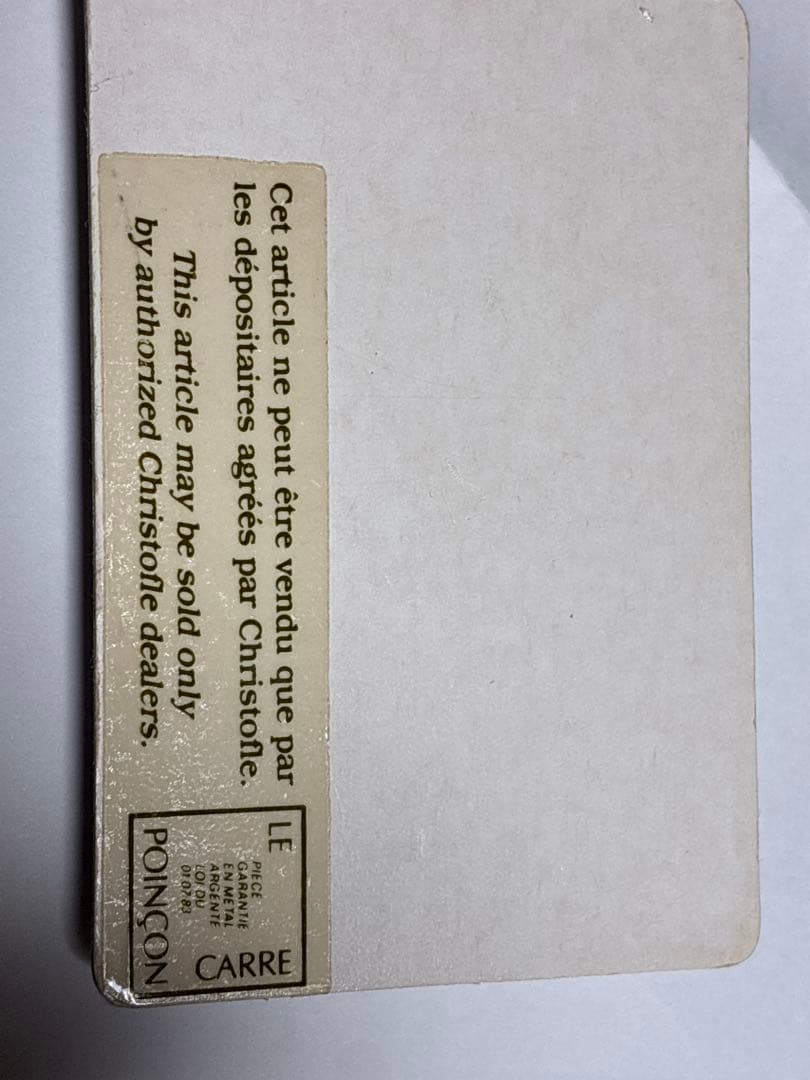 Cet article ne peut être vendu que par
les dépositaires agréés par Christofle.
This article may be sold only
by authorized Christofle dealers.
LE
PIECE
GARANTIE
EN METAL
ARGENTE
LOI DU
01.07.83
CARRE
POINÇON